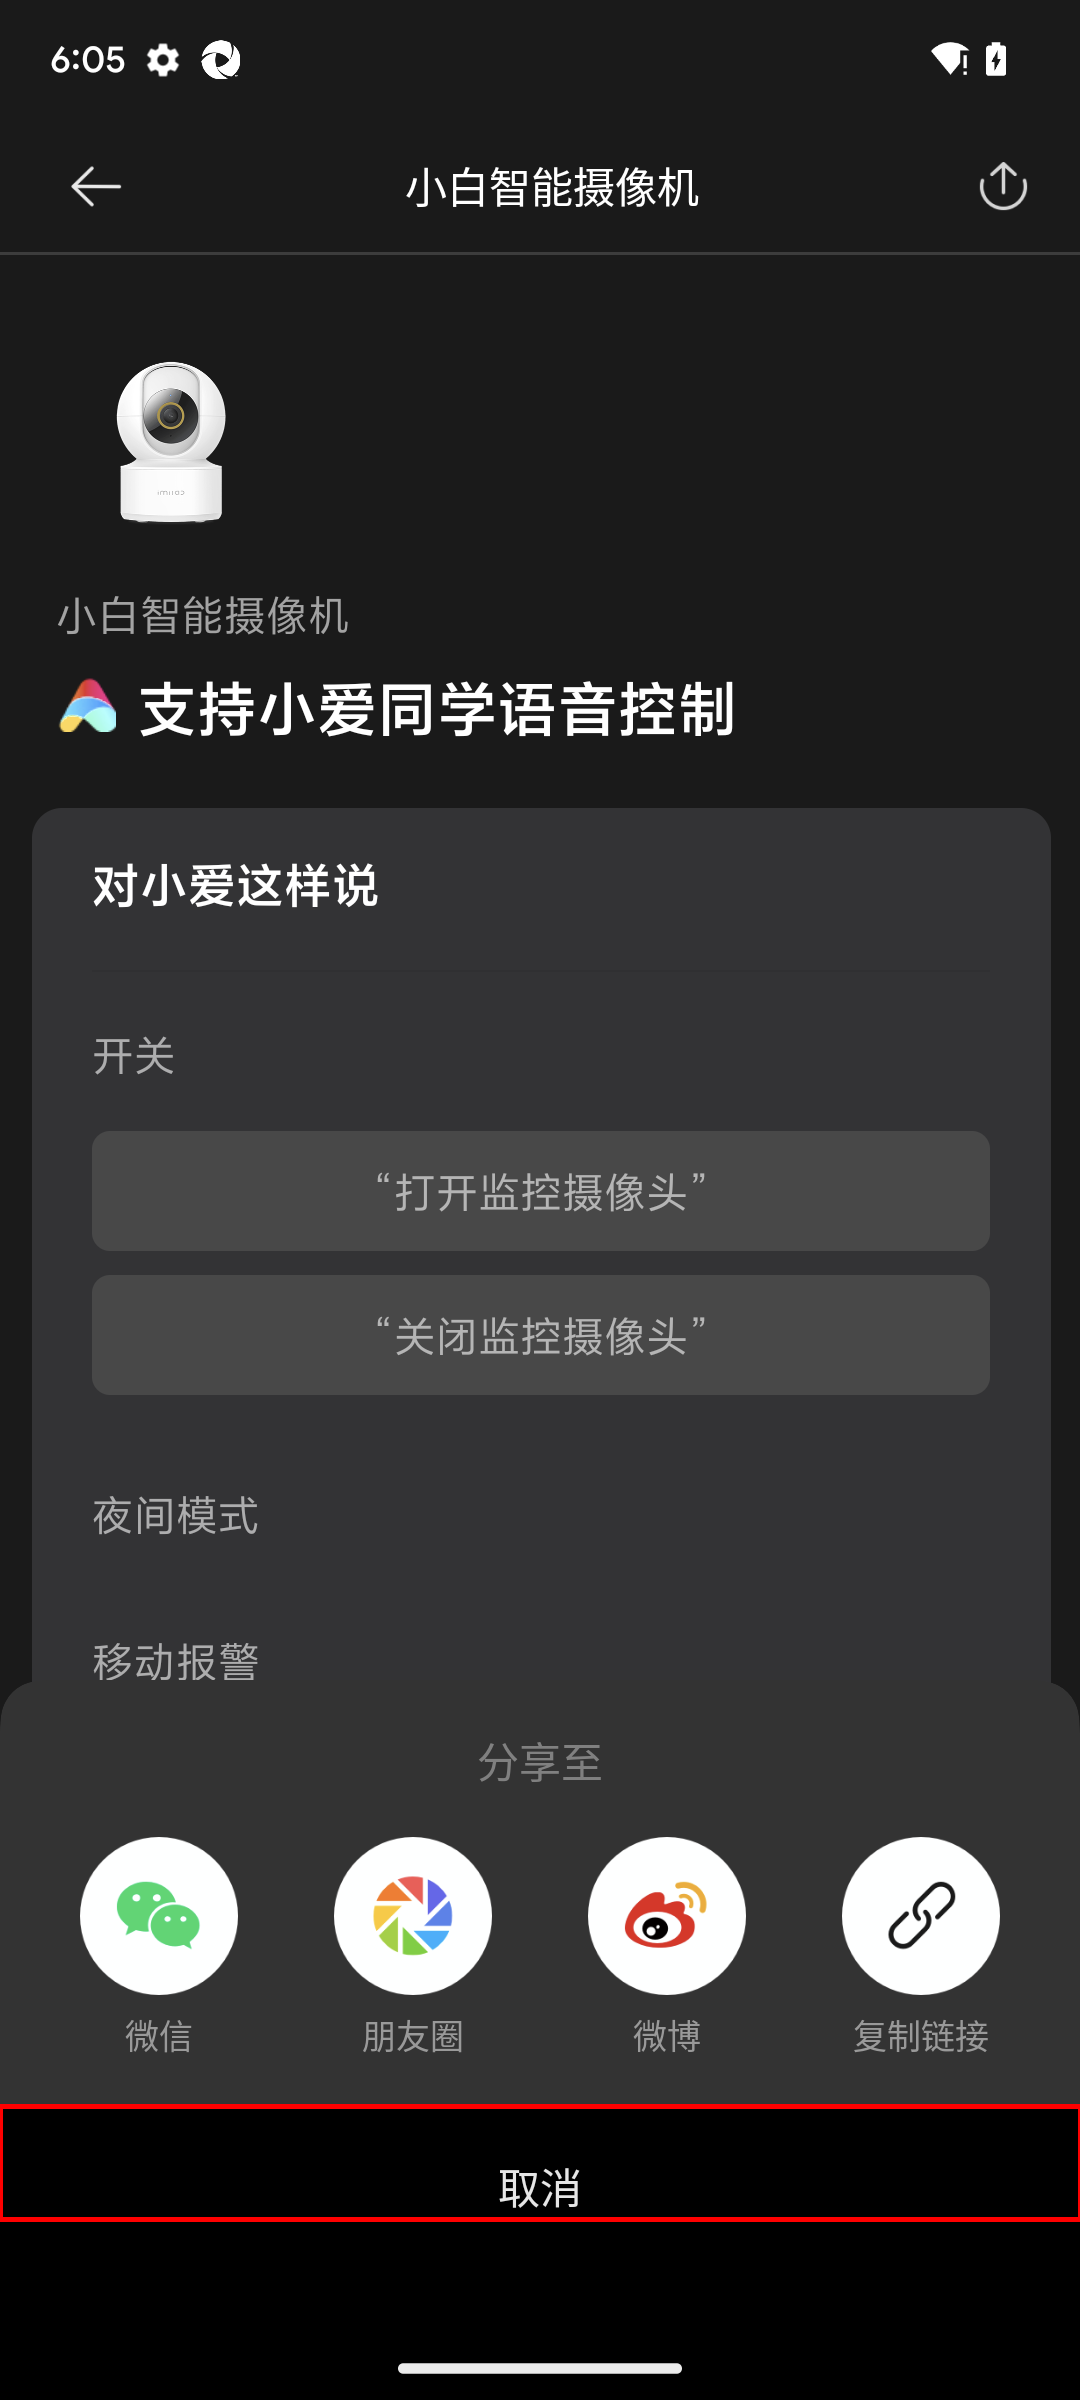 6:05
小白智能摄像机
小白智能摄像机
支持小爱同学语音控制
对小爱这样说
开关
“打开监控摄像头”
“关闭监控摄像头”
夜间模式
移动报警
分享至
微信
朋友圈
微博
复制链接
取消